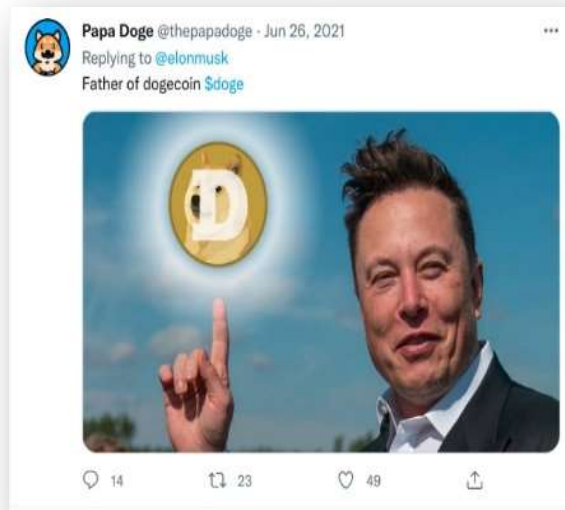 Papa Doge @thepapadoge · Jun 26, 2021
Replying to @elonmusk
Father of dogecoin $doge
D
14 23 49